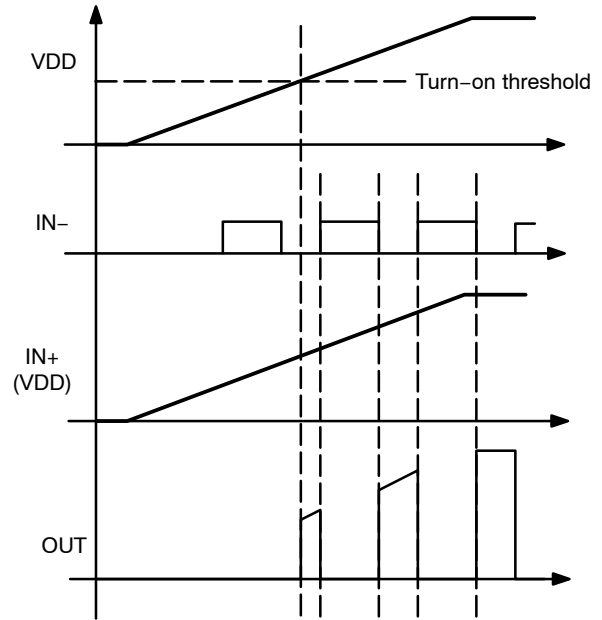 VDD
Turn−on threshold
IN−
IN+
(VDD)
OUT